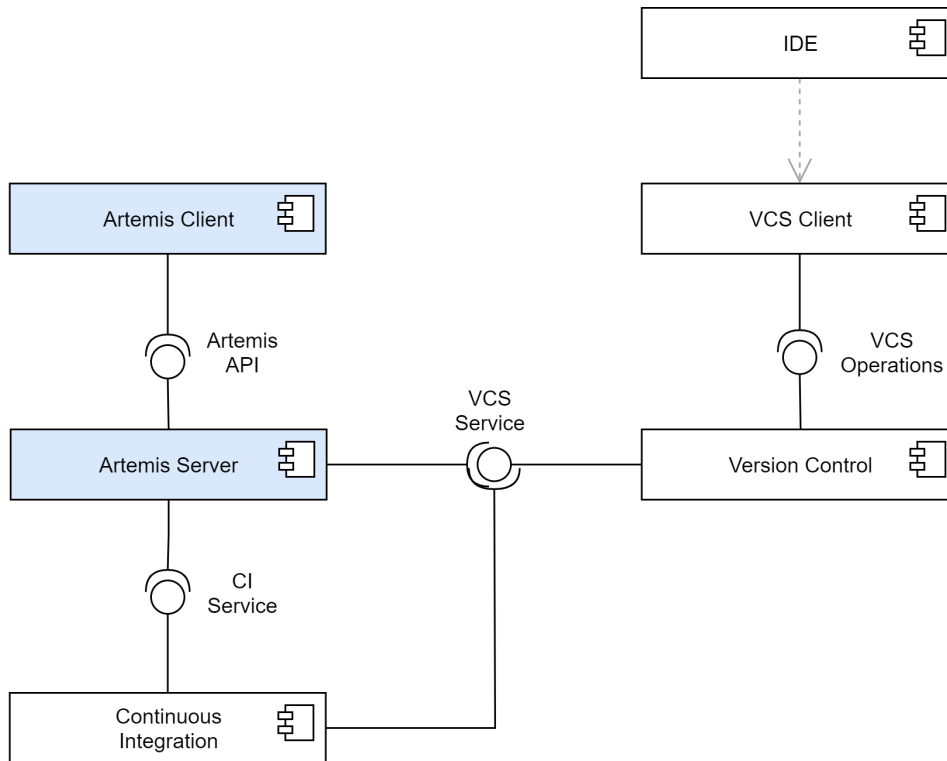 IDE
Artemis Client
VCS Client
Artemis
API
VCS
Operations
VCS
Service
Artemis Server
Version Control
CI
Service
Continuous
Integration